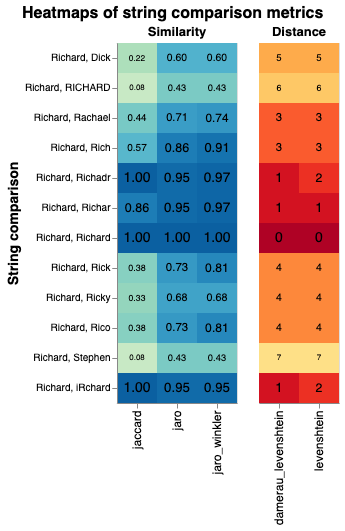 Heatmaps of string comparison metrics
Similarity Distance
String comparison
Richard, Dick 0.22 0.60 0.60 5 5
Richard, RICHARD 0.08 0.43 0.43 6 6
Richard, Rachael 0.44 0.71 0.74 3 3
Richard, Rich 0.57 0.86 0.91 3 3
Richard, Richadr 1.00 0.95 0.97 1 2
Richard, Richar 0.86 0.95 0.97 1 1
Richard, Richard 1.00 1.00 1.00 0 0
Richard, Rick 0.38 0.73 0.81 4 4
Richard, Ricky 0.33 0.68 0.68 4 4
Richard, Rico 0.38 0.73 0.81 4 4
Richard, Stephen 0.08 0.43 0.43 7 7
Richard, iRchard 1.00 0.95 0.95 1 2
jaccard jaro jaro_winkler damerau_levenshtein levenshtein